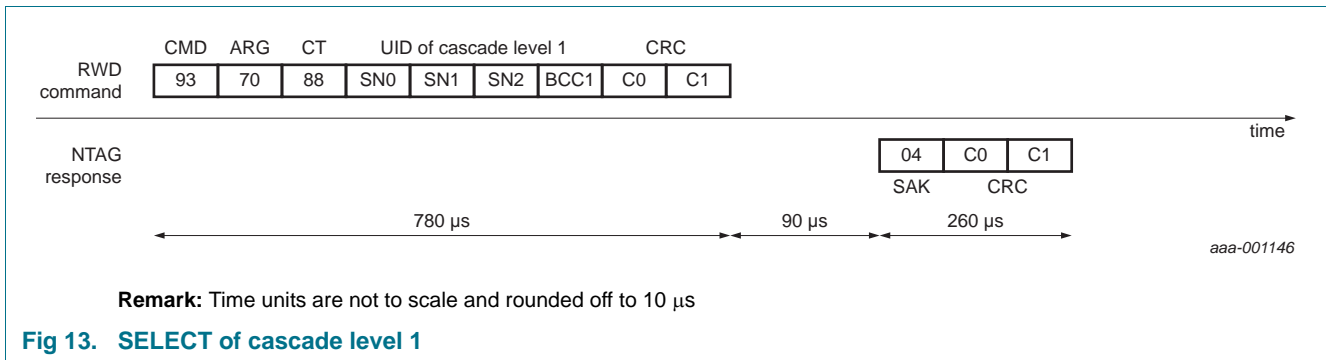 CMD ARG CT UID of cascade level 1 CRC
RWD
command
93 70 88 SN0 SN1 SN2 BCC1 C0 C1
time
NTAG
response
04 C0 C1
SAK CRC
780 μs 90 μs 260 μs
aaa-001146
Remark: Time units are not to scale and rounded off to 10 μs
Fig 13. SELECT of cascade level 1